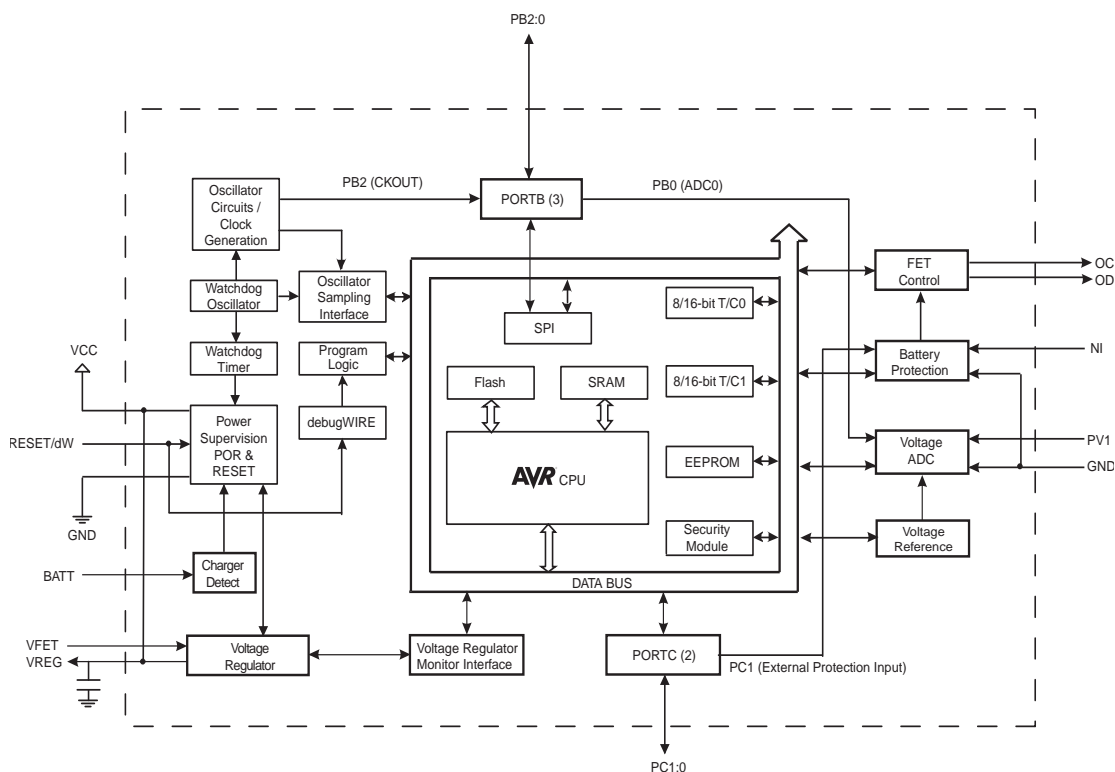 PB2:0
Oscillator
Circuits /
Clock
Generation
PB2 (CKOUT)
PORTB (3)
PB0 (ADC0)
FET
Control
OC
OD
Watchdog
Oscillator
Oscillator
Sampling
Interface
8/16-bit T/C0
SPI
VCC
Watchdog
Timer
Program
Logic
Battery
Protection
NI
Flash
SRAM
8/16-bit T/C1
RESET/dW
Power
Supervision
POR &
RESET
debugWIRE
Voltage
ADC
PV1
GND
AVR CPU
EEPROM
GND
Security
Module
Voltage
Reference
BATT
Charger
Detect
DATA BUS
VFET
VREG
Voltage
Regulator
Voltage Regulator
Monitor Interface
PORTC (2)
PC1 (External Protection Input)
PC1:0